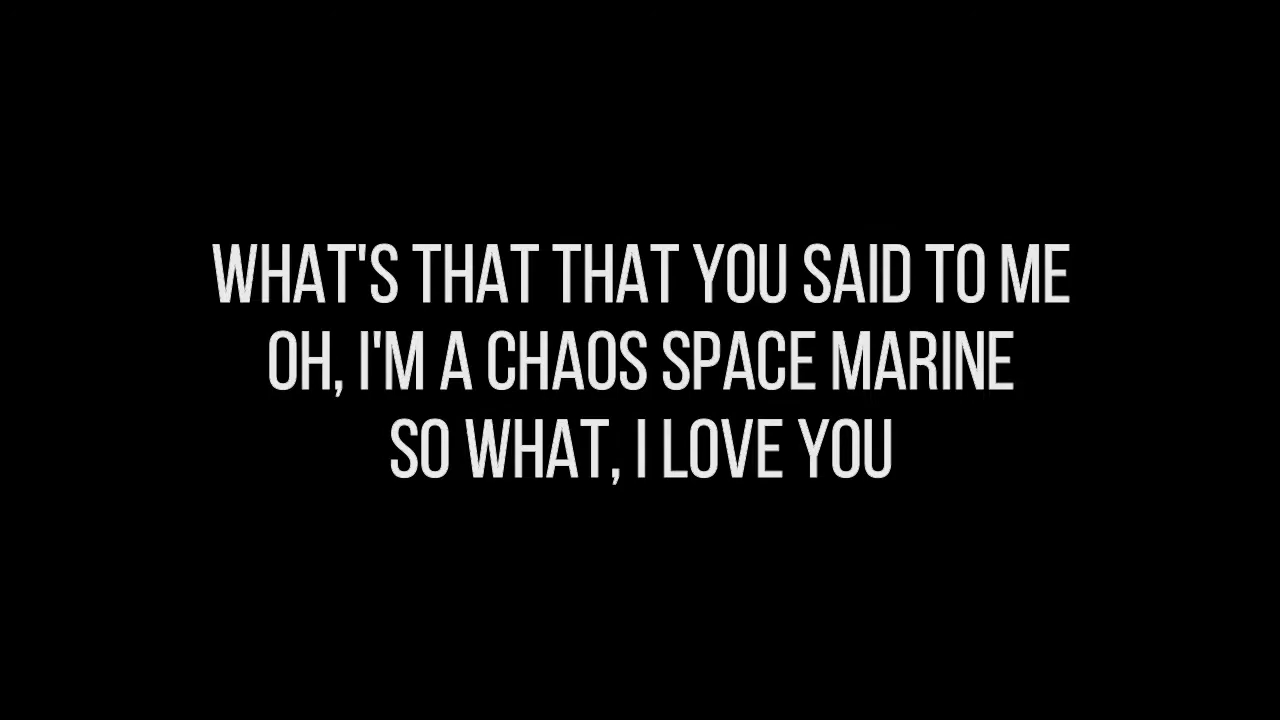 WHAT'S THAT THAT YOU SAID TO ME
OH, I'M A CHAOS SPACE MARINE
SO WHAT, I LOVE YOU